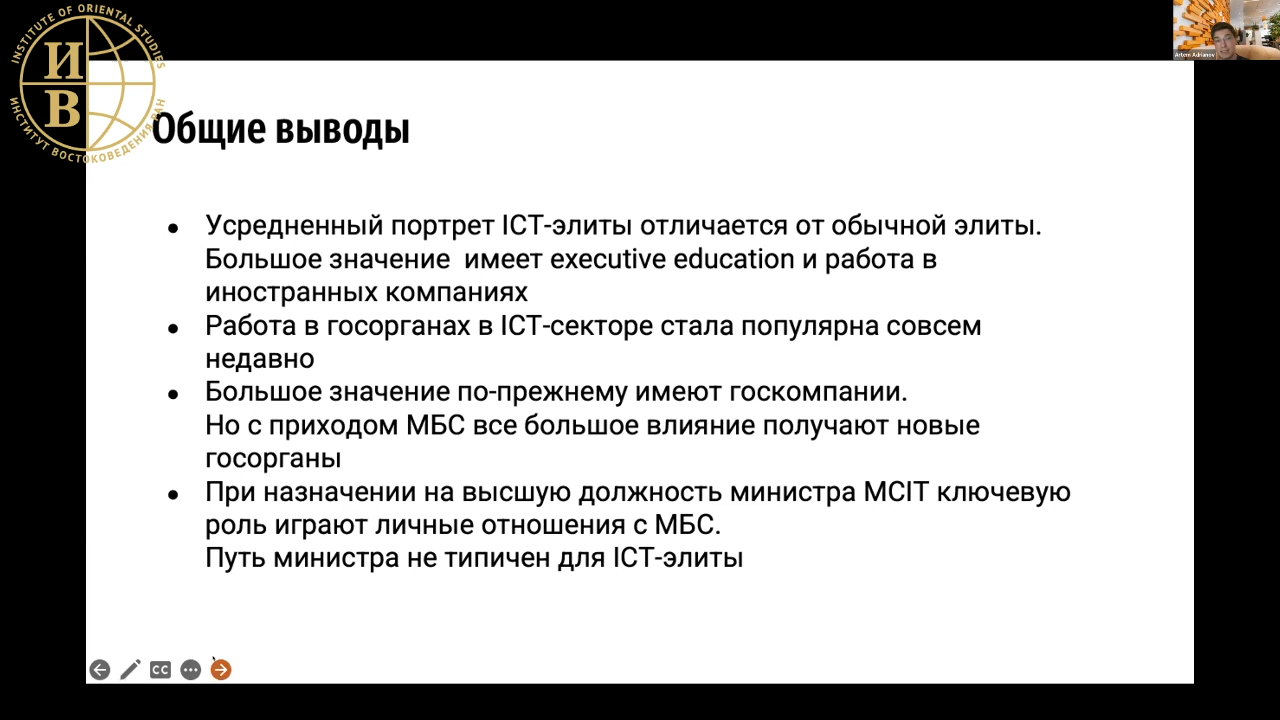 INSTITUTE OF ORIENTAL STUDIES
ИВ
ИНСТИТУТ ВОСТОКОВЕДЕНИЯ РАН
Artem Adrianov
Общие выводы
● Усредненный портрет ICT-элиты отличается от обычной элиты.
Большое значение имеет executive education и работа в
иностранных компаниях
● Работа в госорганах в ICT-секторе стала популярна совсем
недавно
● Большое значение по-прежнему имеют госкомпании.
Но с приходом МБС все большое влияние получают новые
госорганы
● При назначении на высшую должность министра MCIT ключевую
роль играют личные отношения с МБС.
Путь министра не типичен для ICT-элиты
CC